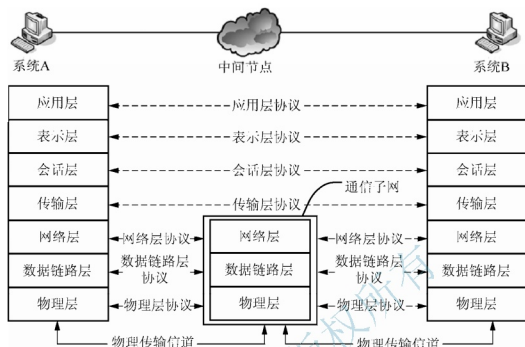 系统A
中间节点
系统B
应用层
应用层协议
应用层
表示层
表示层协议
表示层
会话层
会话层协议
会话层
通信子网
传输层
传输层协议
传输层
网络层
网络层协议
网络层
网络层协议
网络层
数据链路层
数据链路层
协议
数据链路层
数据链路层
协议
数据链路层
物理层
物理层协议
物理层
物理层协议
物理层
物理传输信道
物理传输信道
版权所有